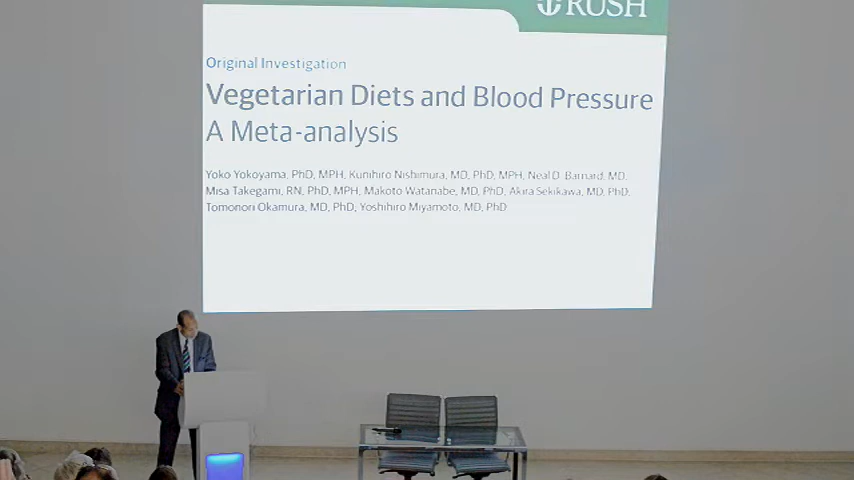 RUSH
Original Investigation
Vegetarian Diets and Blood Pressure
A Meta-analysis
Yoko Yokoyama, PhD, MPH, Kunihiro Nishimura, MD, PhD, MPH, Neal D. Barnard, MD,
Misa Takegami, RN, PhD, MPH, Makoto Watanabe, MD, PhD, Akira Sekikawa, MD, PhD,
Tomonori Okamura, MD, PhD, Yoshihiro Miyamoto, MD, PhD